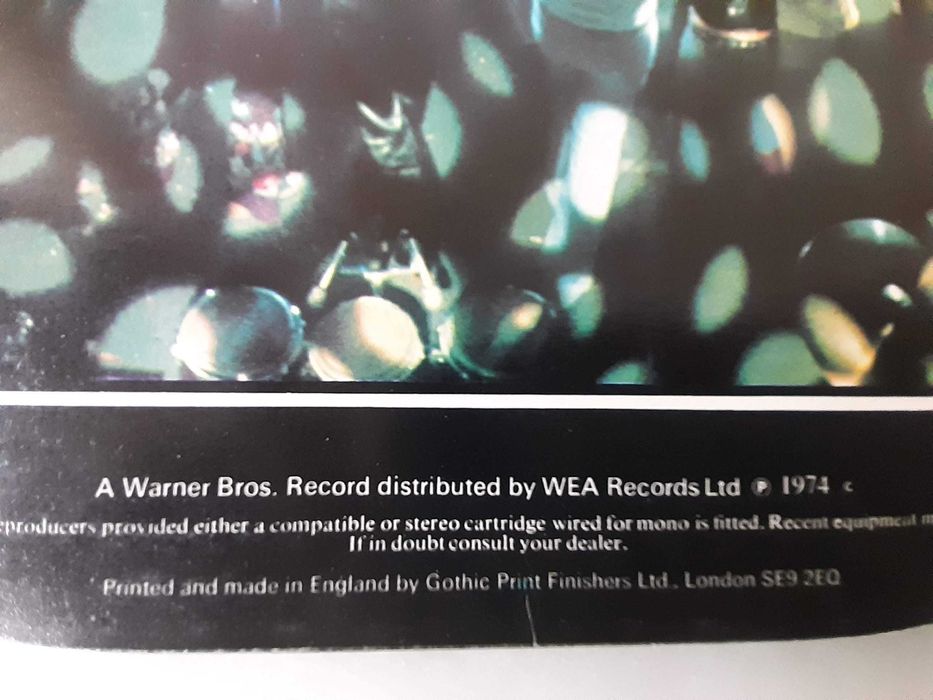 A Warner Bros. Record distributed by WEA Records Ltd ℗ 1974 c
provided either a compatible or stereo cartridge wired for mono is fitted. Recent equipment
If in doubt consult your dealer.
Printed and made in England by Gothic Print Finishers Ltd., London SE9 2EQ